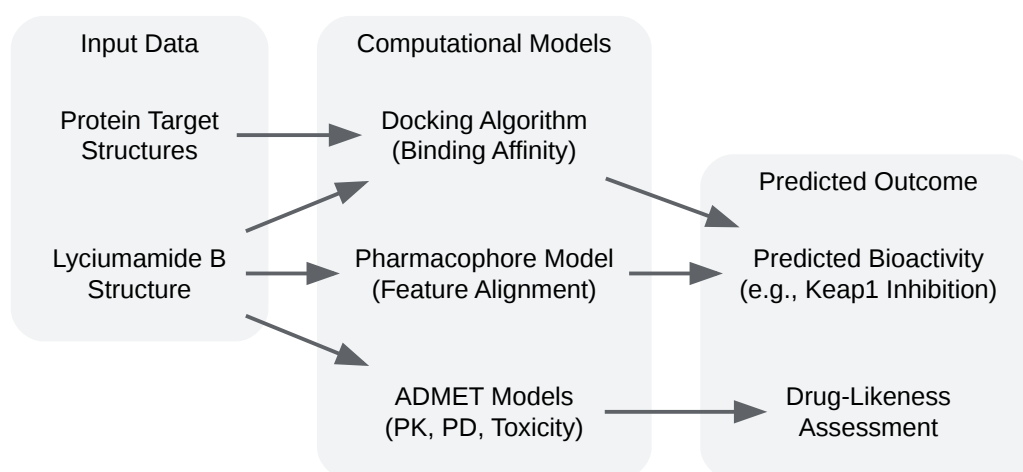 Input Data
Protein Target
Structures
Lyciumamide B
Structure
Computational Models
Docking Algorithm
(Binding Affinity)
Pharmacophore Model
(Feature Alignment)
ADMET Models
(PK, PD, Toxicity)
Predicted Outcome
Predicted Bioactivity
(e.g., Keap1 Inhibition)
Drug-Likeness
Assessment